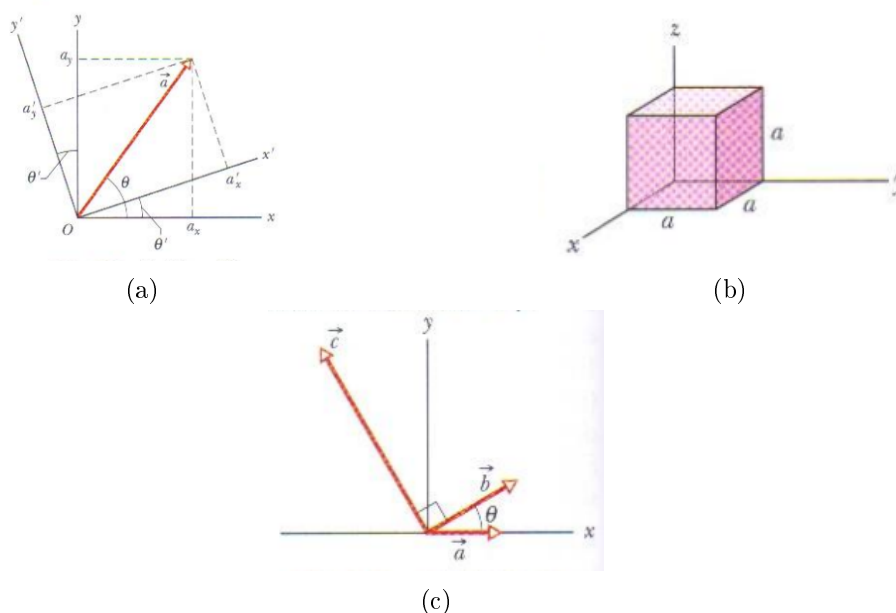 y'
y
a_y
a⃗
a'_y
x'
θ'
θ
a'_x
O
θ'
a_x
x
z
a
a
a
x
(a)
(b)
c⃗
y
b⃗
θ
a⃗
x
(c)